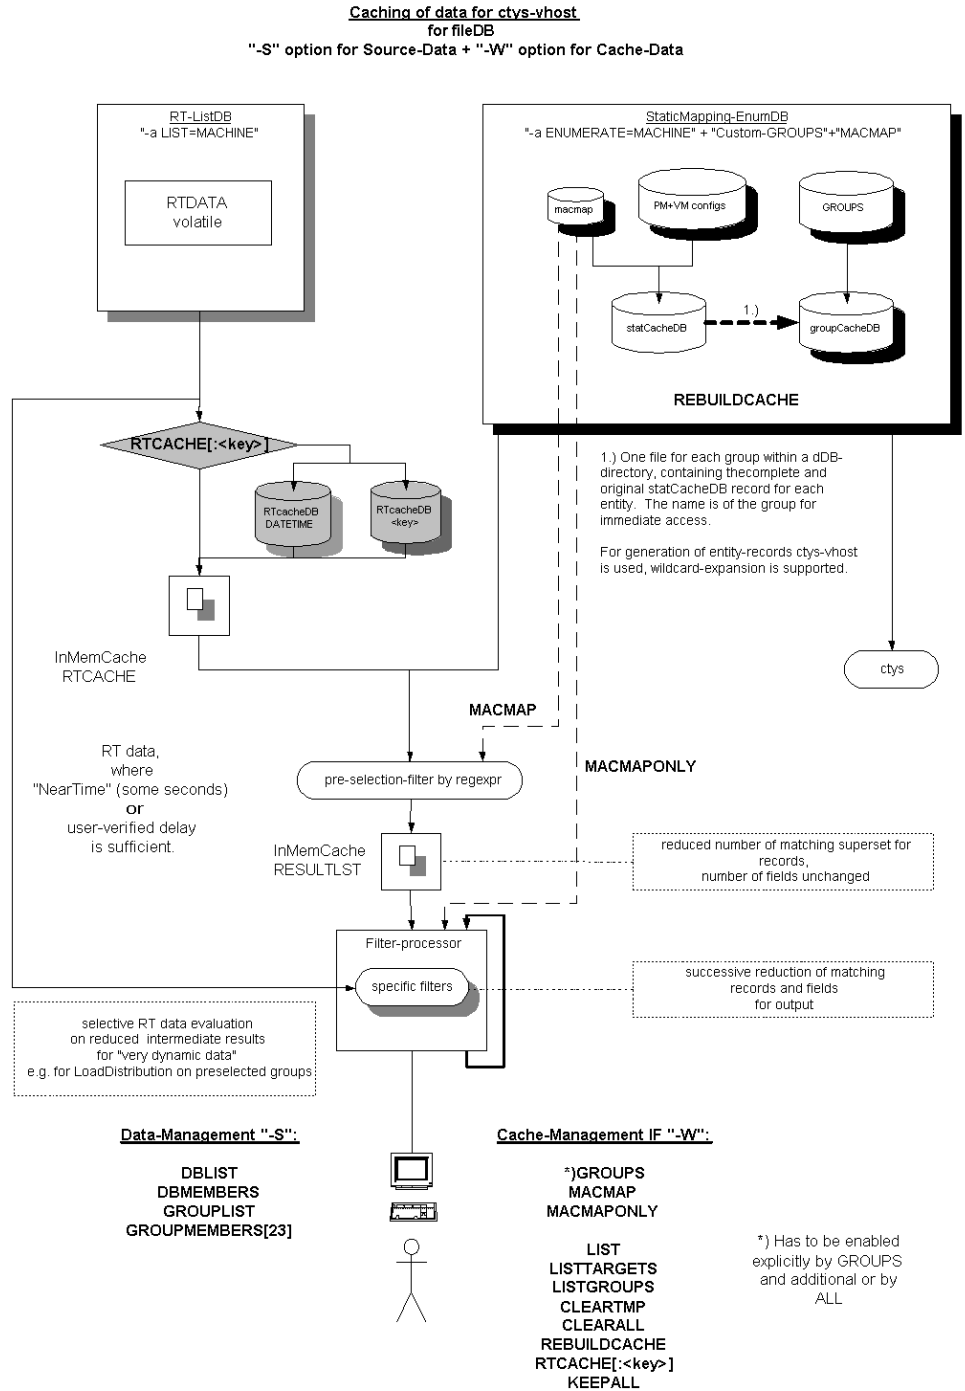 Caching of data for ctys-vhost
for fileDB
"-S" option for Source-Data + "-W" option for Cache-Data
RT-ListDB
"-a LIST=MACHINE"
RTDATA
volatile
StaticMapping-EnumDB
"-a ENUMERATE=MACHINE" + "Custom-GROUPS"+"MACMAP"
macmap
PM+VM configs
GROUPS
statCacheDB
1.)
groupCacheDB
REBUILDCACHE
RTCACHE[:<key>]
RTcacheDB
DATETIME
RTcacheDB
<key>
1.) One file for each group within a dDB-
directory, containing thecomplete and
original statCacheDB record for each
entity.  The name is of the group for
immediate access.
For generation of entity-records ctys-vhost
is used, wildcard-expansion is supported.
InMemCache
RTCACHE
ctys
MACMAP
RT data,
where
"NearTime" (some seconds)
or
user-verified delay
is sufficient.
MACMAPONLY
pre-selection-filter by regexpr
InMemCache
RESULTLST
reduced number of matching superset for
records,
number of fields unchanged
Filter-processor
specific filters
successive reduction of matching
records and fields
for output
selective RT data evaluation
on reduced  intermediate results
for "very dynamic data"
e.g. for LoadDistribution on preselected groups
Data-Management "-S":
DBLIST
DBMEMBERS
GROUPLIST
GROUPMEMBERS[23]
Cache-Management IF "-W":
*)GROUPS
MACMAP
MACMAPONLY
LIST
LISTTARGETS
LISTGROUPS
CLEARTMP
CLEARALL
REBUILDCACHE
RTCACHE[:<key>]
KEEPALL
*) Has to be enabled
explicitly by GROUPS
and additional or by
ALL